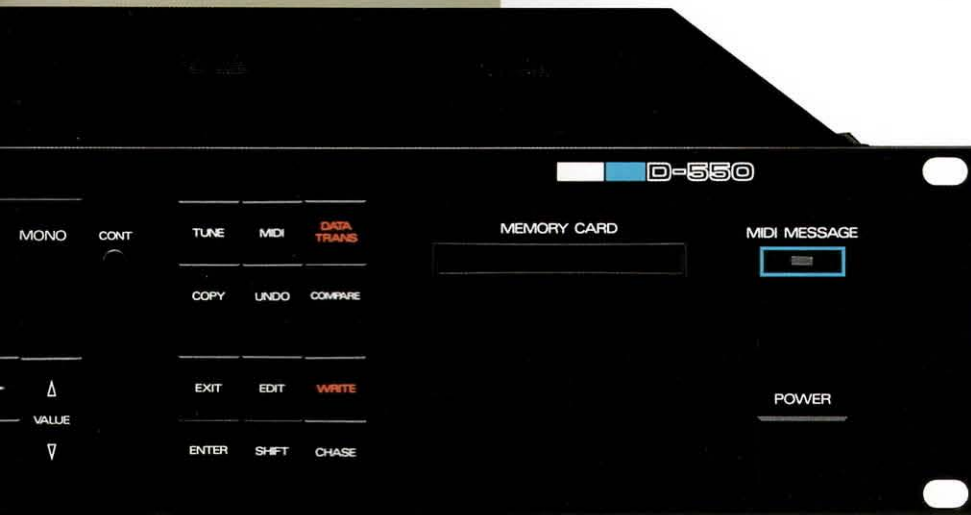 D-550
MONO
CONT
TUNE
MIDI
DATA
TRANS
MEMORY CARD
MIDI MESSAGE
COPY
UNDO
COMPARE
EXIT
EDIT
WRITE
POWER
VALUE
ENTER
SHIFT
CHASE